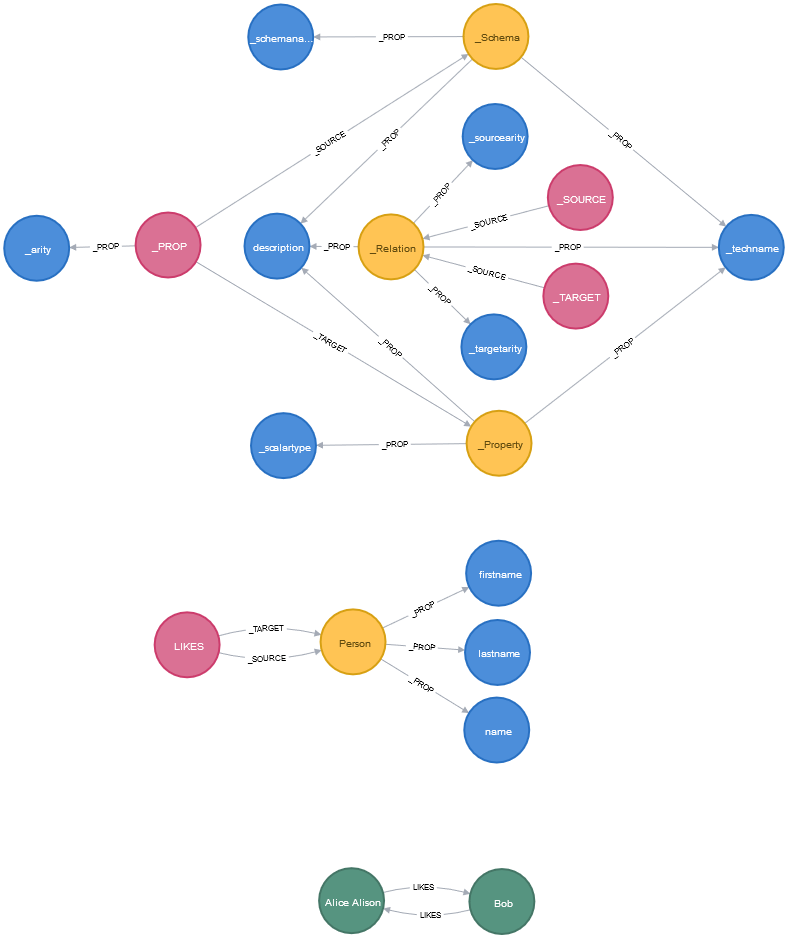 _schemana...
_PROP
_Schema
_SOURCE
_PROP
_PROP
_sourcearity
_PROP
_SOURCE
_SOURCE
_arity
_PROP
_PROP
description
_PROP
_Relation
_PROP
_techname
_SOURCE
_TARGET
_PROP
_TARGET
_PROP
_targetarity
_PROP
_scalartype
_PROP
_Property
firstname
_PROP
LIKES
_TARGET
_SOURCE
Person
_PROP
lastname
_PROP
name
Alice Alison
LIKES
LIKES
Bob